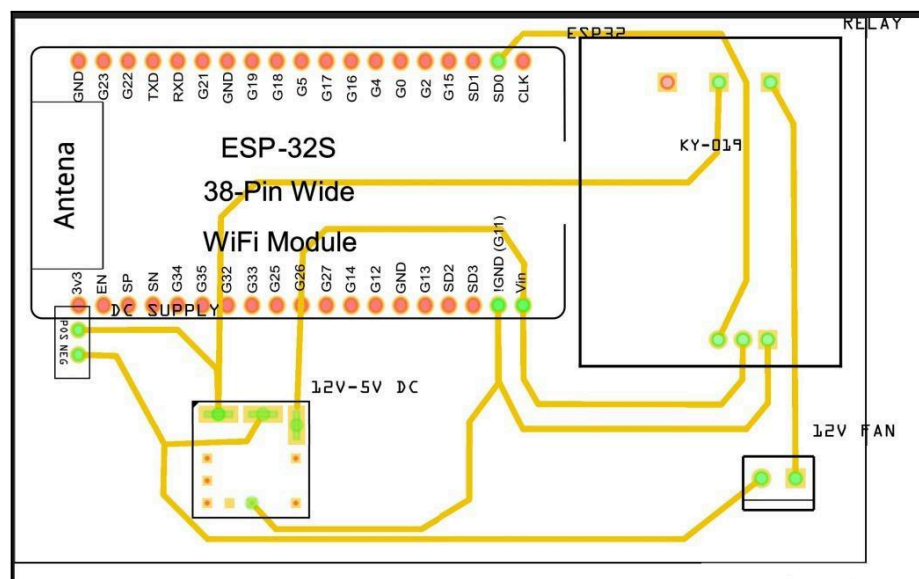 RELAY
ESP32
GND G23 G22 TXD RXD G21 GND G19 G18 G5 G17 G16 G4 G0 G2 G15 SD1 SD0 CLK
KY-019
Antena
ESP-32S
38-Pin Wide
WiFi Module
3v3 EN SP SN G34 G35 G32 G33 G25 G26 G27 G14 G12 GND G13 SD2 SD3 !GND (G11) Vin
DC SUPPLY
POS NEG
12V-5V DC
12V FAN